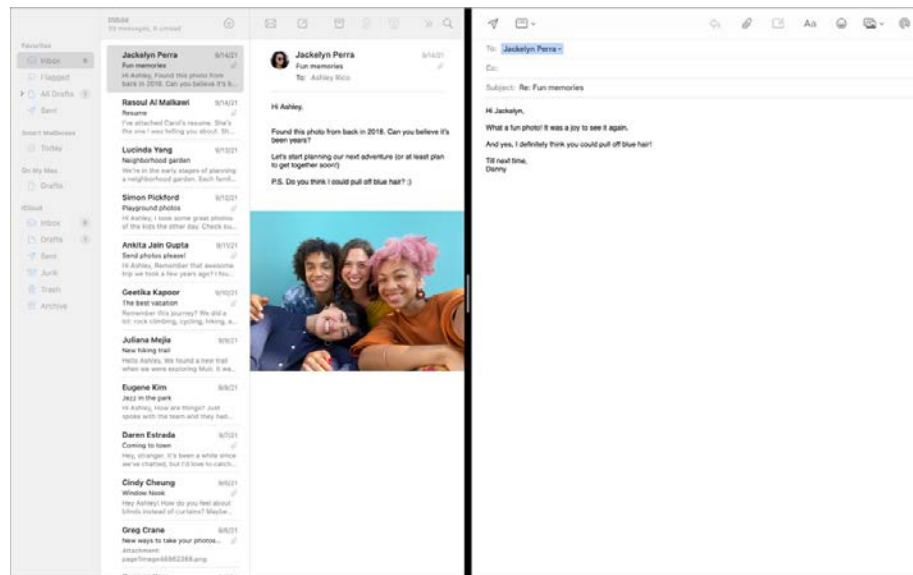 Inbox
Favorites
Inbox
Flagged
All Drafts
Sent
Smart Mailboxes
Today
On My Mac
Drafts
iCloud
Inbox
Drafts
Sent
Junk
Trash
Archive
Jackelyn Perra 9/14/21
Fun memories
Hi Ashley, Found this photo from
back in 2018. Can you believe it's b...
Rasoul Al Malkawi 9/14/21
Resume
I've attached Carol's resume. She's
the one I was telling you about. Sh...
Lucinda Yang 9/13/21
Neighborhood garden
We're in the early stages of planning
a neighborhood garden. Each famil...
Simon Pickford 9/12/21
Playground photos
Hi Ashley, I took some great photos
of the kids the other day. Check ou...
Ankita Jain Gupta 9/11/21
Send photos please!
Hi Ashley, Remember that awesome
trip we took a few years ago? I fou...
Geetika Kapoor 9/10/21
The best vacation
Remember this journey? We did a
lot: rock climbing, cycling, hiking, a...
Juliana Mejia 9/9/21
New hiking trail
Hello Ashley, We found a new trail
when we were exploring Muir. It wa...
Eugene Kim 9/8/21
Jazz in the park
Hi Ashley, How are things? Just
spoke with the team and they had...
Daren Estrada 9/7/21
Coming to town
Hey, stranger. It's been a while since
we've chatted, but I'd love to catch...
Cindy Cheung 9/6/21
Window Nook
Hey Ashley! How do you feel about
blinds instead of curtains? Maybe...
Greg Crane 9/6/21
New ways to take your photos...
Attachment:
Jackelyn Perra 9/14/21
Fun memories
To: Ashley Rico
Hi Ashley,
Found this photo from back in 2018. Can you believe it's
been years?
Let's start planning our next adventure (or at least plan
to get together soon!)
P.S. Do you think I could pull off blue hair? :)
Aa
To: Jackelyn Perra
Cc:
Subject: Re: Fun memories
Hi Jackelyn,
What a fun photo! It was a joy to see it again.
And yes, I definitely think you could pull off blue hair!
Till next time,
Danny